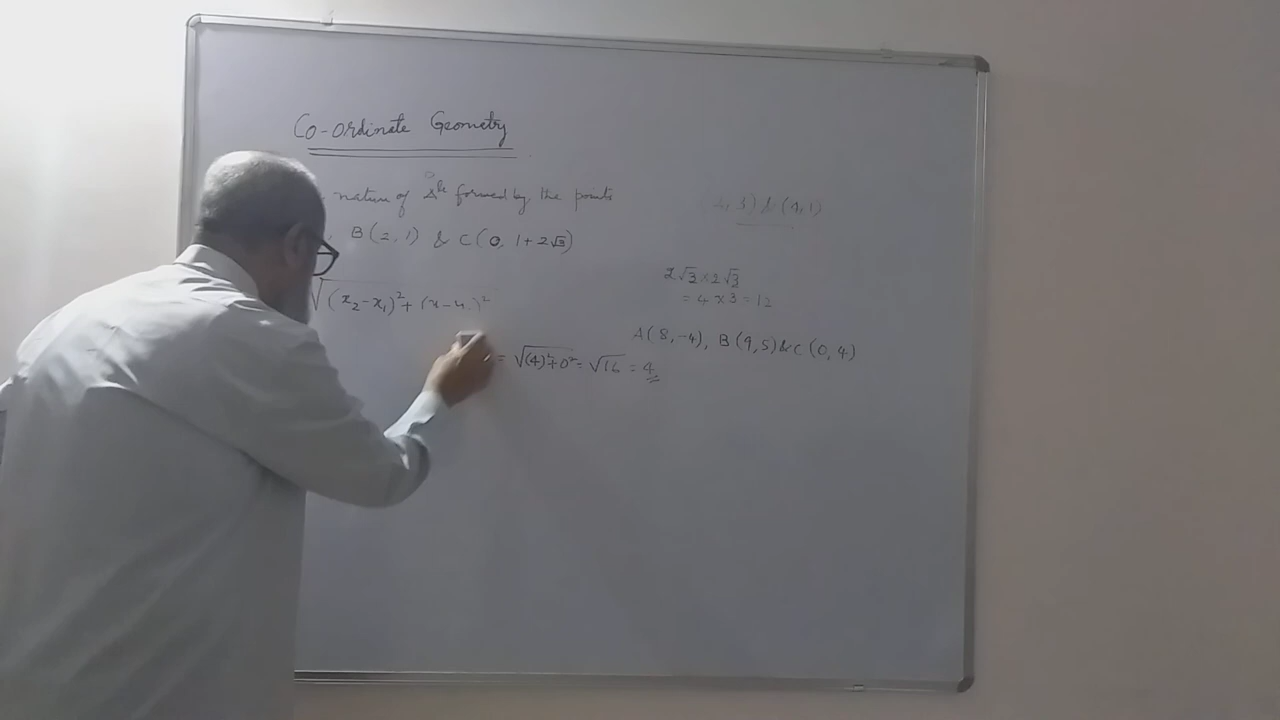 Co-ordinate Geometry
nature of Δle formed by the points
B(2, 1) & C(0, 1+2√3)
, 3) & (4, 1)
√(x₂-x₁)²+(
2√3×2√3
= 4 × 3 = 12
A(8, -4), B(9, 5) & C(0, 4)
= √(4)²+0² = √16 = 4